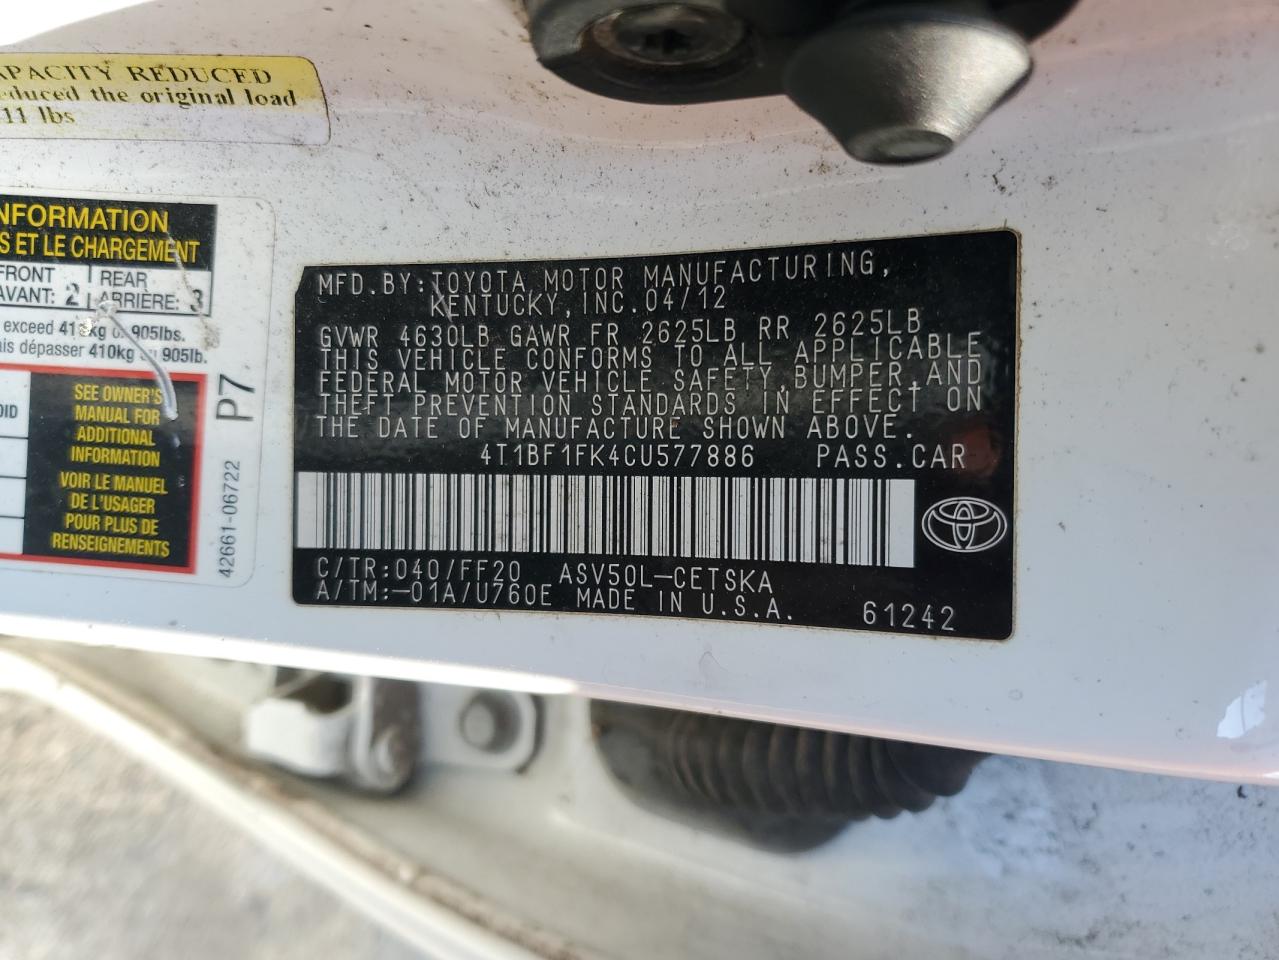 APACITY REDUCED
educed the original load
11 lbs
NFORMATION
S ET LE CHARGEMENT
FRONT
AVANT: 2
REAR
ARRIÈRE: 3
exceed 410kg or 905lbs.
ais dépasser 410kg ou 905lb.
OID
SEE OWNER'S
MANUAL FOR
ADDITIONAL
INFORMATION
VOIR LE MANUEL
DE L'USAGER
POUR PLUS DE
RENSEIGNEMENTS
P7
42661-06722
MFD.BY:TOYOTA MOTOR MANUFACTURING,
KENTUCKY, INC. 04/12
GVWR 4630LB GAWR FR 2625LB RR 2625LB
THIS VEHICLE CONFORMS TO ALL APPLICABLE
FEDERAL MOTOR VEHICLE SAFETY,BUMPER,AND
THEFT PREVENTION STANDARDS IN EFFECT ON
THE DATE OF MANUFACTURE SHOWN ABOVE.
4T1BF1FK4CU577886 PASS.CAR
C/TR:040/FF20 ASV50L-CETSKA
A/TM:-01A/U760E MADE IN U.S.A. 61242